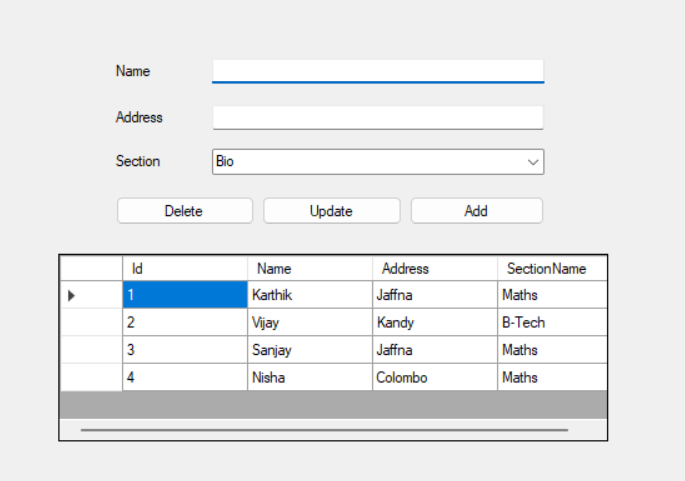 Name
Address
Section Bio
Delete Update Add
Id Name Address SectionName
1 Karthik Jaffna Maths
2 Vijay Kandy B-Tech
3 Sanjay Jaffna Maths
4 Nisha Colombo Maths